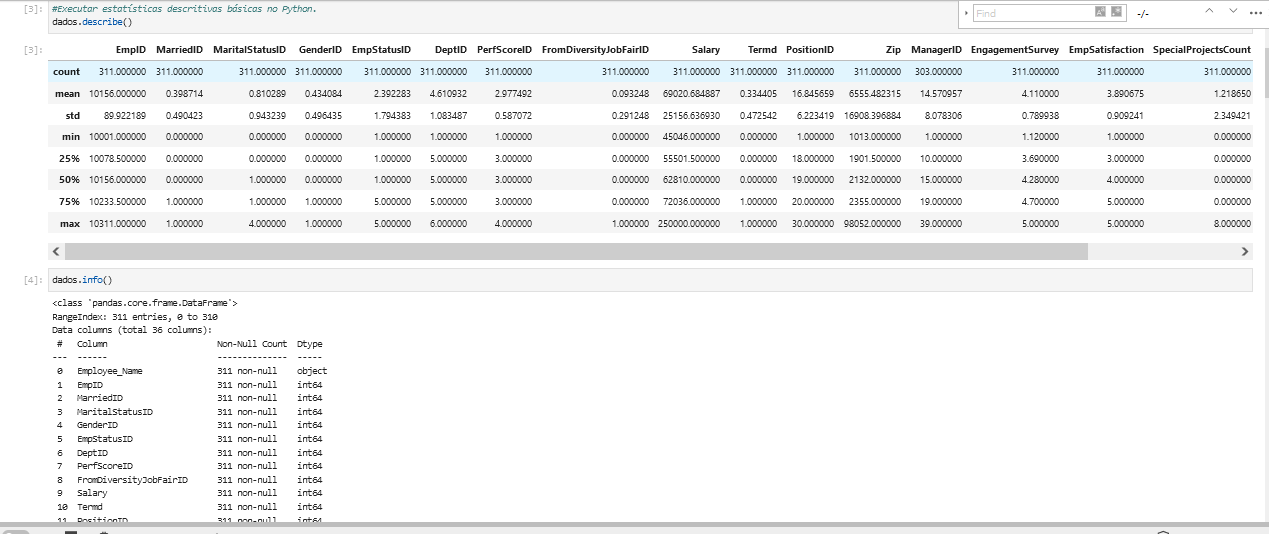 [3]: #Executar estatísticas descritivas básicas no Python.
dados.describe()
Find
-/-
[3]: EmpID MarriedID MaritalStatusID GenderID EmpStatusID DeptID PerfScoreID FromDiversityJobFairID Salary Termd PositionID Zip ManagerID EngagementSurvey EmpSatisfaction SpecialProjectsCount
count 311.000000 311.000000 311.000000 311.000000 311.000000 311.000000 311.000000 311.000000 311.000000 311.000000 311.000000 311.000000 303.000000 311.000000 311.000000 311.000000
mean 10156.000000 0.398714 0.810289 0.434084 2.392283 4.610932 2.977492 0.093248 69020.684887 0.334405 16.845659 6555.482315 14.570957 4.110000 3.890675 1.218650
std 89.922189 0.490423 0.943239 0.496435 1.794383 1.083487 0.587072 0.291248 25156.636930 0.472542 6.223419 16908.396884 8.078306 0.789938 0.909241 2.349421
min 10001.000000 0.000000 0.000000 0.000000 1.000000 1.000000 1.000000 0.000000 45046.000000 0.000000 1.000000 1013.000000 1.000000 1.120000 1.000000 0.000000
25% 10078.500000 0.000000 0.000000 0.000000 1.000000 5.000000 3.000000 0.000000 55501.500000 0.000000 18.000000 1901.500000 10.000000 3.690000 3.000000 0.000000
50% 10156.000000 0.000000 1.000000 0.000000 1.000000 5.000000 3.000000 0.000000 62810.000000 0.000000 19.000000 2132.000000 15.000000 4.280000 4.000000 0.000000
75% 10233.500000 1.000000 1.000000 1.000000 5.000000 5.000000 3.000000 0.000000 72036.000000 1.000000 20.000000 2355.000000 19.000000 4.700000 5.000000 0.000000
max 10311.000000 1.000000 4.000000 1.000000 5.000000 6.000000 4.000000 1.000000 250000.000000 1.000000 30.000000 98052.000000 39.000000 5.000000 5.000000 8.000000
[4]: dados.info()
<class 'pandas.core.frame.DataFrame'>
RangeIndex: 311 entries, 0 to 310
Data columns (total 36 columns):
# Column Non-Null Count Dtype
--- ------ -------------- -----
0 Employee_Name 311 non-null object
1 EmpID 311 non-null int64
2 MarriedID 311 non-null int64
3 MaritalStatusID 311 non-null int64
4 GenderID 311 non-null int64
5 EmpStatusID 311 non-null int64
6 DeptID 311 non-null int64
7 PerfScoreID 311 non-null int64
8 FromDiversityJobFairID 311 non-null int64
9 Salary 311 non-null int64
10 Termd 311 non-null int64
11 PositionID 311 non-null int64